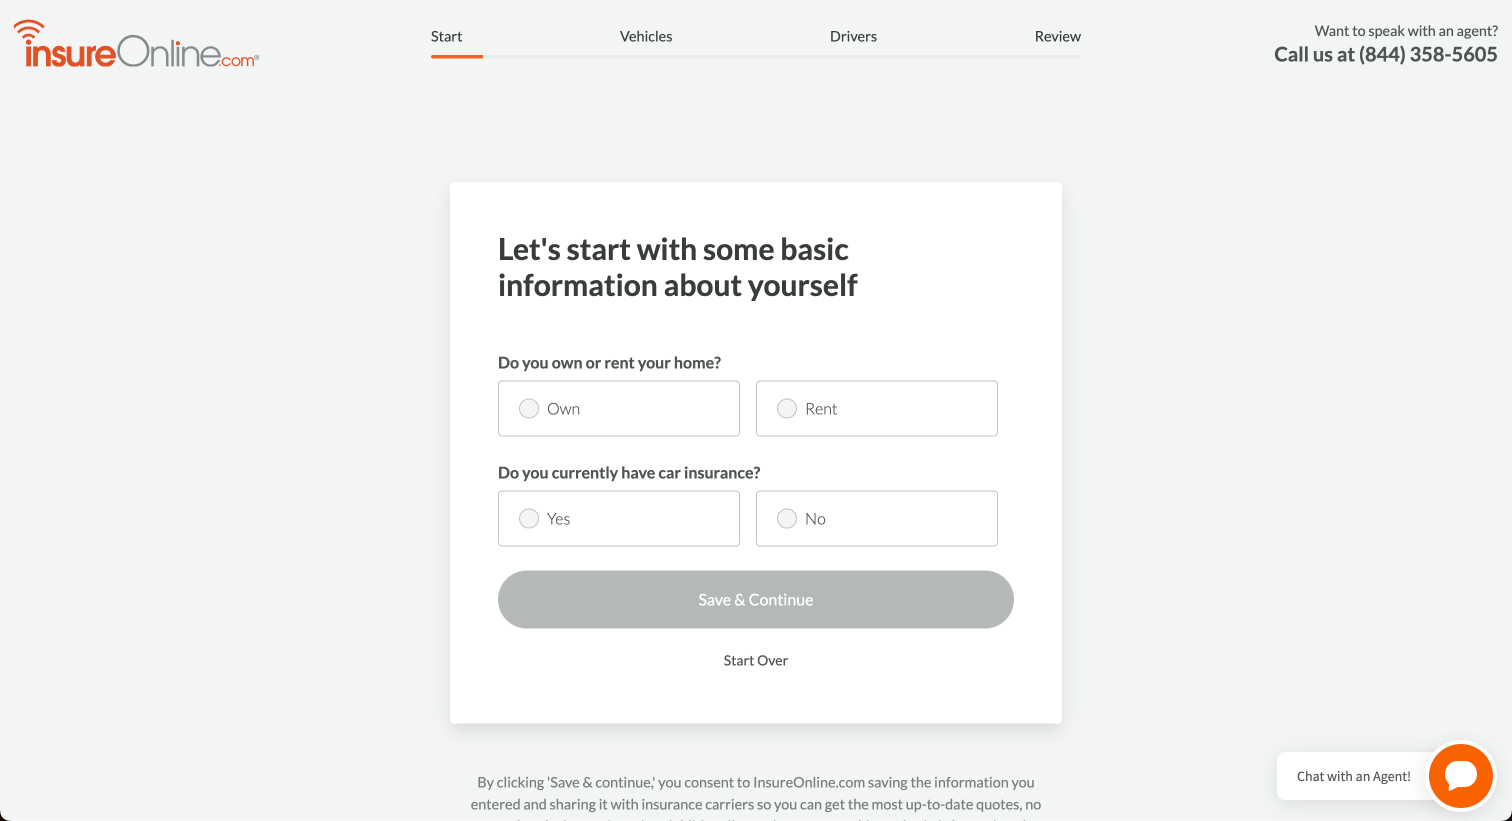 insureOnline.com®
Start
Vehicles
Drivers
Review
Want to speak with an agent?
Call us at (844) 358-5605
Let's start with some basic
information about yourself
Do you own or rent your home?
Own
Rent
Do you currently have car insurance?
Yes
No
Save & Continue
Start Over
By clicking 'Save & continue,' you consent to InsureOnline.com saving the information you
entered and sharing it with insurance carriers so you can get the most up-to-date quotes, no
Chat with an Agent!